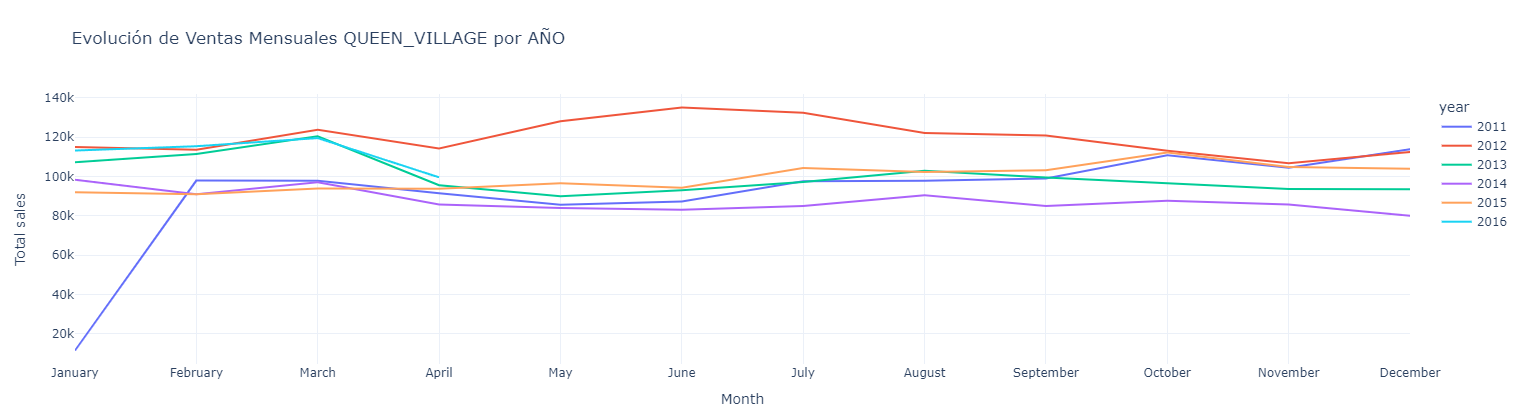 Evolución de Ventas Mensuales QUEEN_VILLAGE por AÑO
140k
120k
100k
80k
60k
40k
20k
Total sales
January February March April May June July August September October November December
Month
year
2011
2012
2013
2014
2015
2016